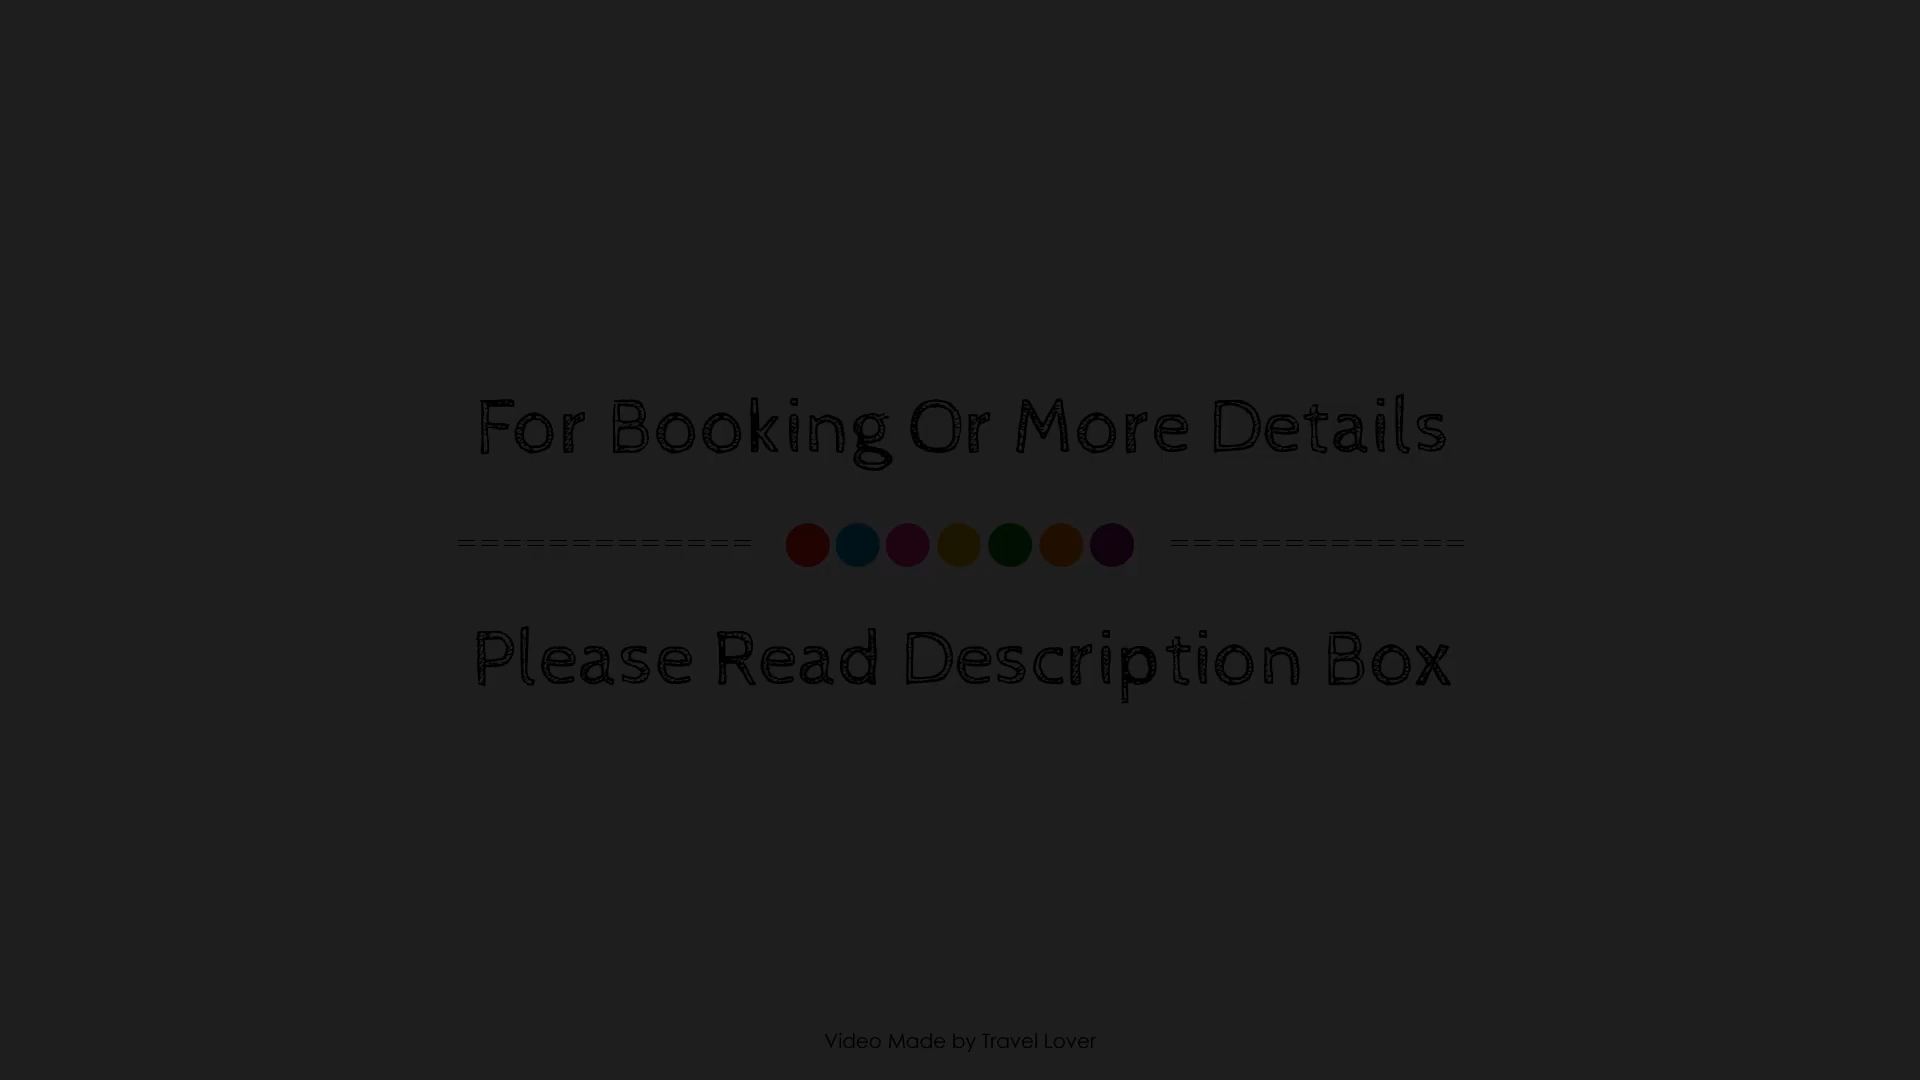 For Booking Or More Details
============= =============
Please Read Description Box
Video Made by Travel Lover